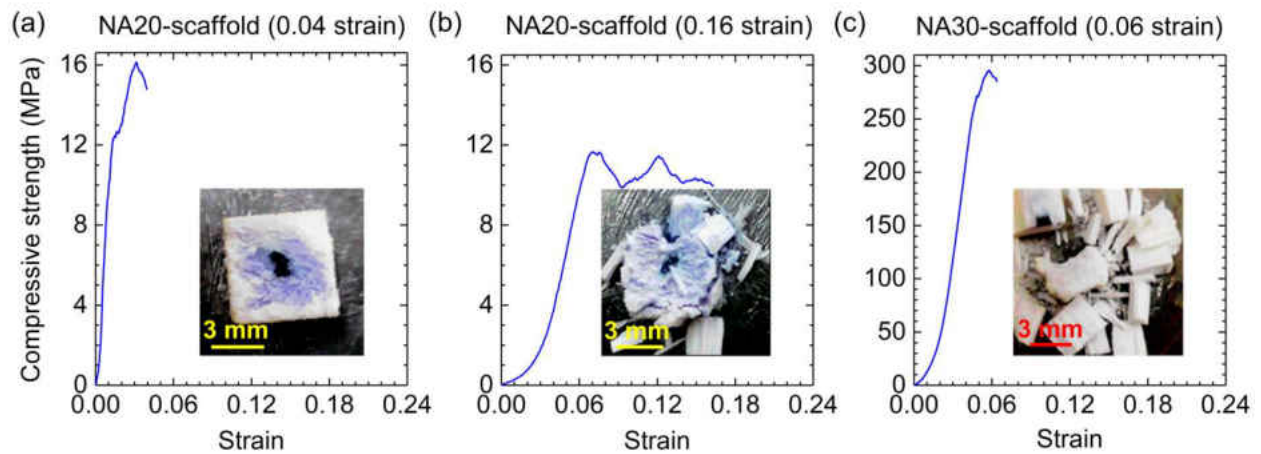 (a) NA20-scaffold (0.04 strain) (b) NA20-scaffold (0.16 strain) (c) NA30-scaffold (0.06 strain)
Compressive strength (MPa)
16
12
8
4
0
0.00 0.06 0.12 0.18 0.24
Strain
3 mm
16
12
8
4
0
0.00 0.06 0.12 0.18 0.24
Strain
3 mm
300
250
200
150
100
50
0
0.00 0.06 0.12 0.18 0.24
Strain
3 mm